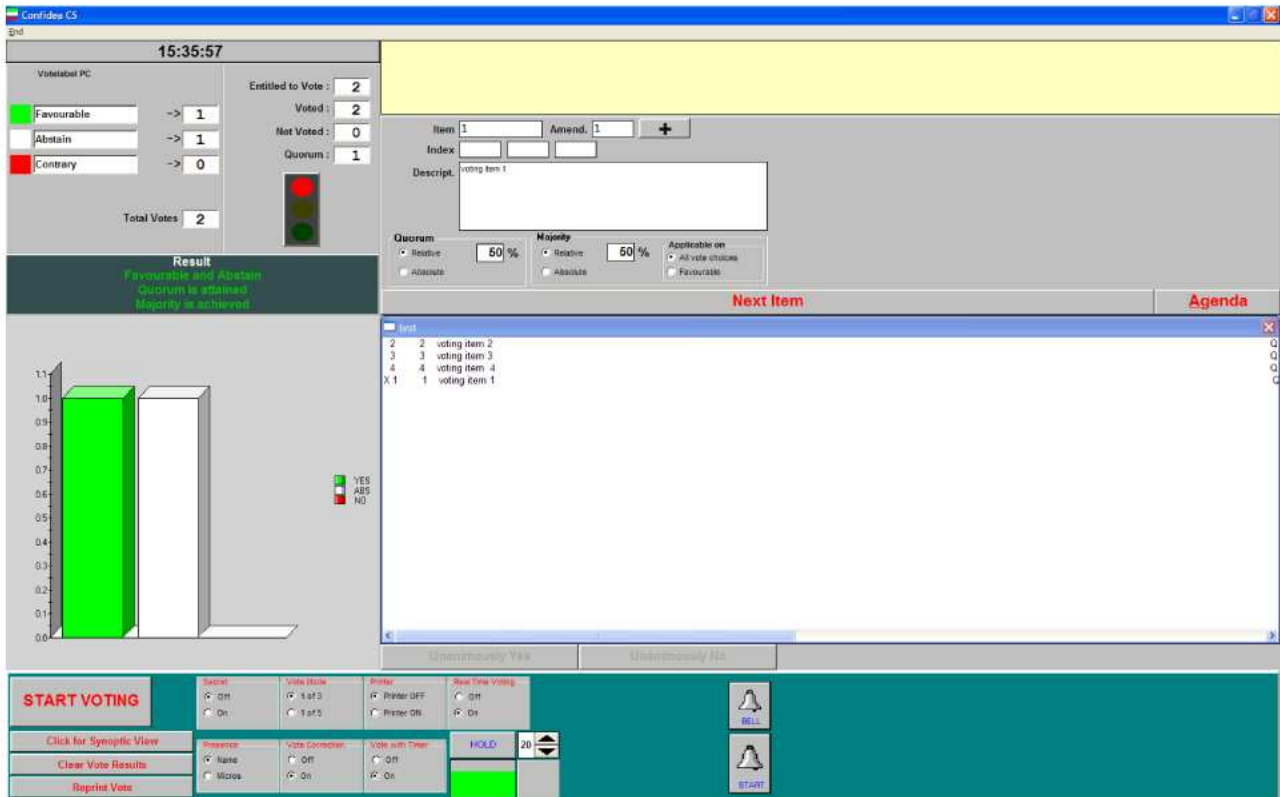 Confidea CS
End
15:35:57
Votelabel PC
Favourable -> 1
Abstain -> 1
Contrary -> 0
Total Votes 2
Entitled to Vote : 2
Voted : 2
Not Voted : 0
Quorum : 1
Result
Favourable and Abstain
Quorum is attained
Majority is achieved
Item 1 Amend. 1 +
Index
Descript. voting item 1
Quorum
Relative 50 %
Absolute
Majority
Relative 50 %
Absolute
Applicable on
All vote choices
Favourable
Next Item
Agenda
test
2 2 voting item 2 Q
3 3 voting item 3 Q
4 4 voting item 4 Q
X 1 1 voting item 1 Q
1.1
1.0
0.9
0.8
0.7
0.6
0.5
0.4
0.3
0.2
0.1
0.0
YES
ABS
NO
Unanimously Yes
Unanimously No
START VOTING
Click for Synoptic View
Clear Vote Results
Reprint Vote
Secret
Off
On
Vote Mode
1 of 3
1 of 5
Printer
Printer OFF
Printer ON
Real Time Voting
Off
On
Presence
Name
Micros
Vote Correction
Off
On
Vote with Timer
Off
On
HOLD
20
BELL
START